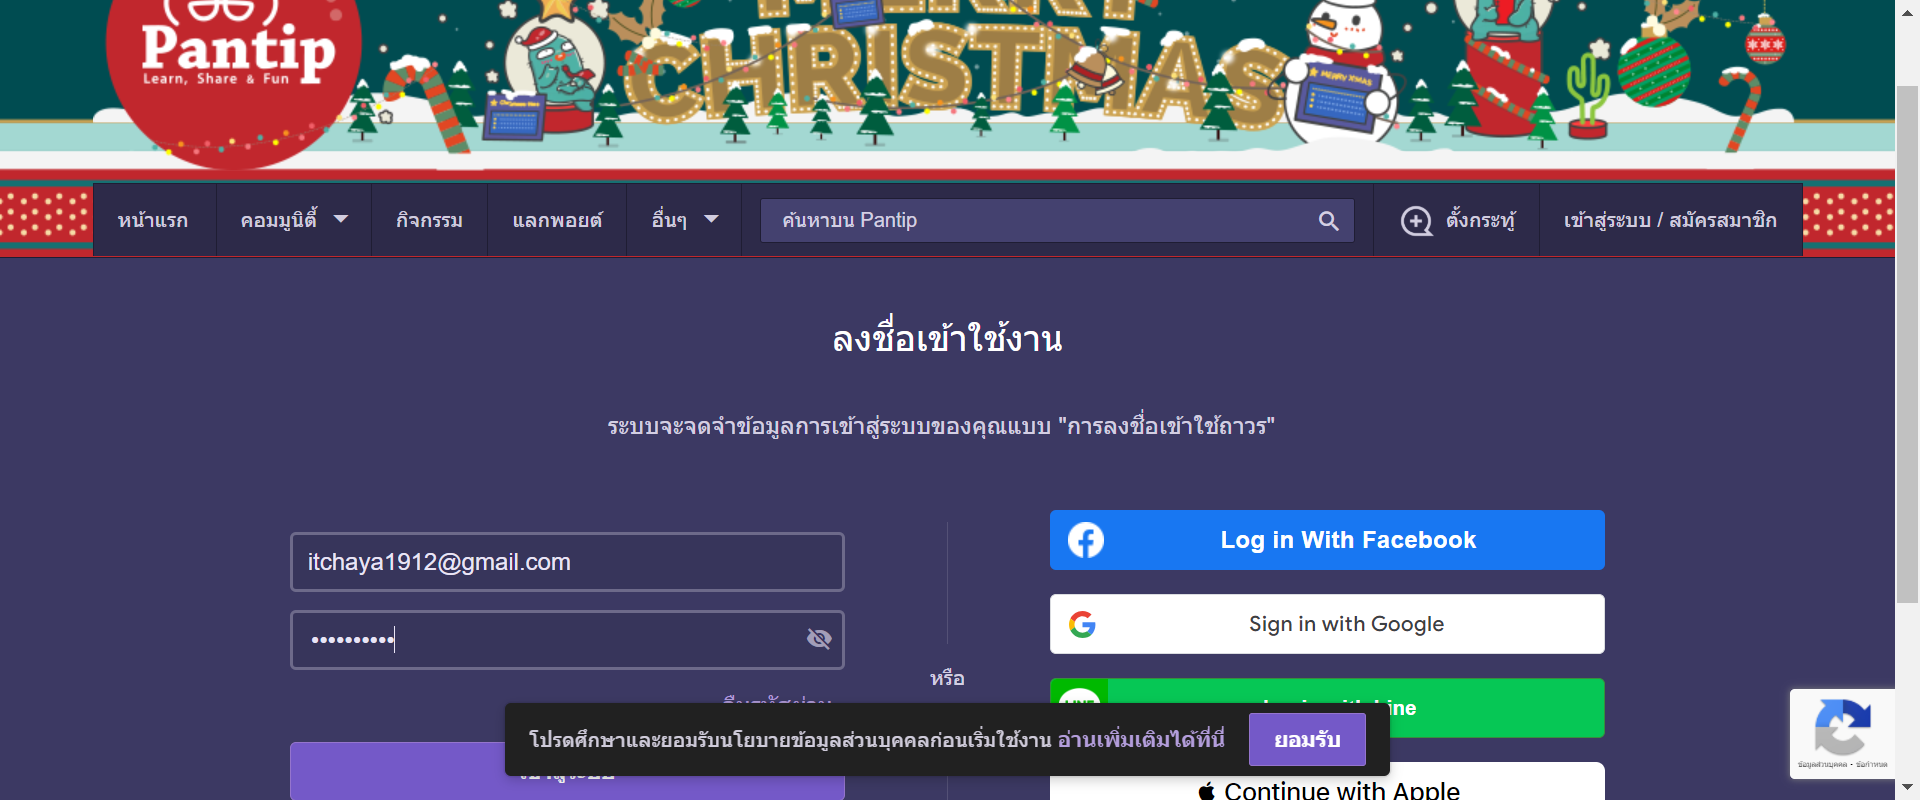 MERRY
Pantip
Learn, Share & Fun
CHRISTMAS
MERRY XMAS
หน้าแรก
คอมมูนิตี้
กิจกรรม
แลกพอยต์
อื่นๆ
ค้นหาบน Pantip
ตั้งกระทู้
เข้าสู่ระบบ / สมัครสมาชิก
ลงชื่อเข้าใช้งาน
ระบบจะจดจำข้อมูลการเข้าสู่ระบบของคุณแบบ "การลงชื่อเข้าใช้ถาวร"
itchaya1912@gmail.com
••••••••••
หรือ
Log in With Facebook
Sign in with Google
โปรดศึกษาและยอมรับนโยบายข้อมูลส่วนบุคคลก่อนเริ่มใช้งาน อ่านเพิ่มเติมได้ที่นี่
ยอมรับ
Continue with Apple
ข้อมูลส่วนบุคคล - ข้อกำหนด